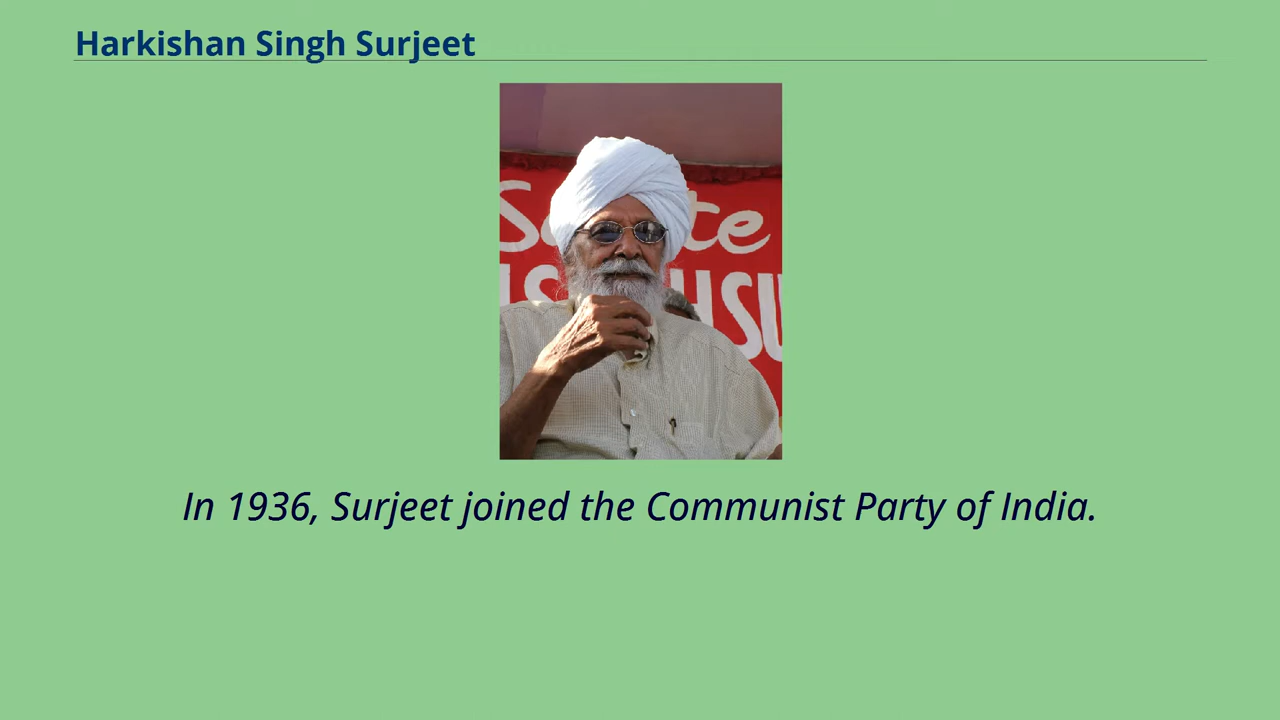 Harkishan Singh Surjeet
In 1936, Surjeet joined the Communist Party of India.